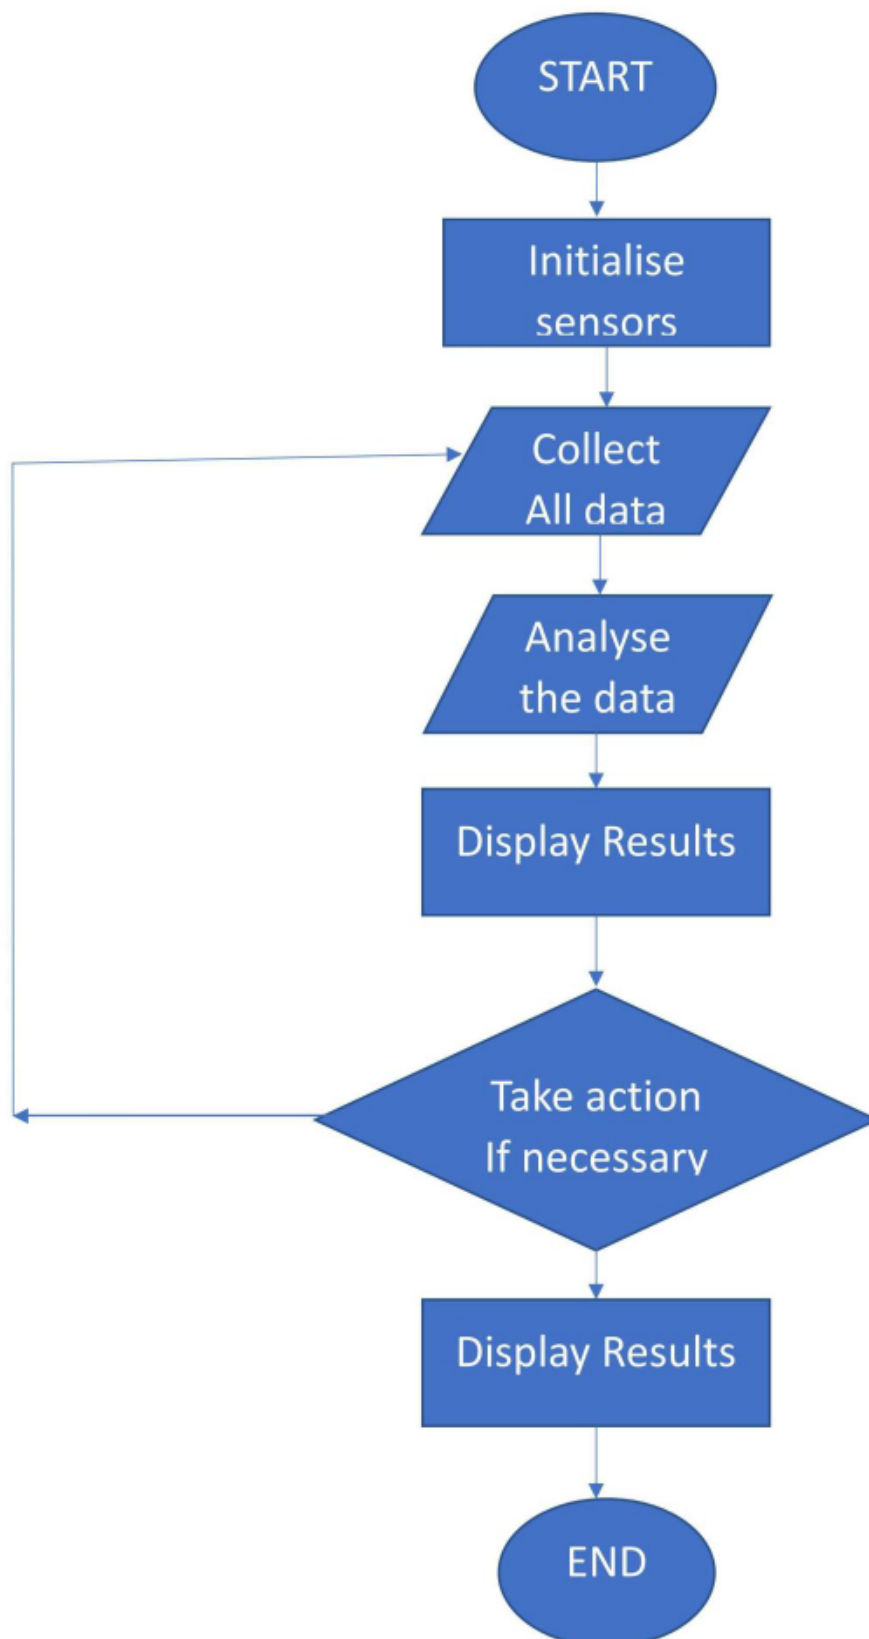 START
Initialise
sensors
Collect
All data
Analyse
the data
Display Results
Take action
If necessary
Display Results
END